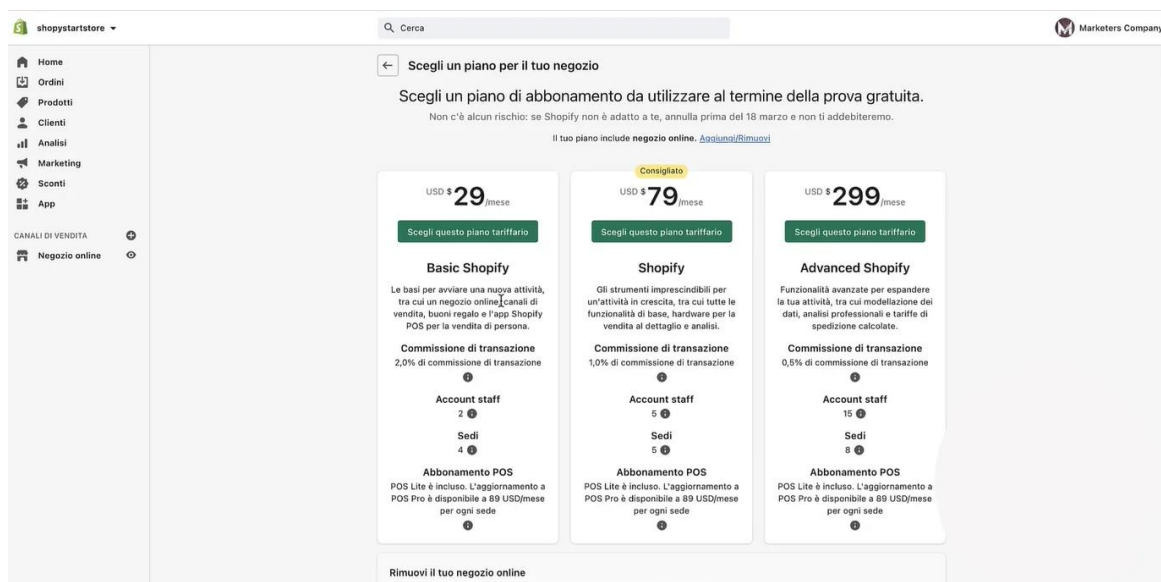 shopystartstore
Cerca
Marketers Company
Home
Ordini
Prodotti
Clienti
Analisi
Marketing
Sconti
App
CANALI DI VENDITA
Negozio online
Scegli un piano per il tuo negozio
Scegli un piano di abbonamento da utilizzare al termine della prova gratuita.
Non c'è alcun rischio: se Shopify non è adatto a te, annulla prima del 18 marzo e non ti addebiteremo.
Il tuo piano include negozio online. Aggiungi/Rimuovi
USD $29/mese
Scegli questo piano tariffario
Basic Shopify
Le basi per avviare una nuova attività,
tra cui un negozio online, canali di
vendita, buoni regalo e l'app Shopify
POS per la vendita di persona.
Commissione di transazione
2,0% di commissione di transazione
Account staff
2
Sedi
4
Abbonamento POS
POS Lite è incluso. L'aggiornamento a
POS Pro è disponibile a 89 USD/mese
per ogni sede
Consigliato
USD $79/mese
Scegli questo piano tariffario
Shopify
Gli strumenti imprescindibili per
un'attività in crescita, tra cui tutte le
funzionalità di base, hardware per la
vendita al dettaglio e analisi.
Commissione di transazione
1,0% di commissione di transazione
Account staff
5
Sedi
5
Abbonamento POS
POS Lite è incluso. L'aggiornamento a
POS Pro è disponibile a 89 USD/mese
per ogni sede
USD $299/mese
Scegli questo piano tariffario
Advanced Shopify
Funzionalità avanzate per espandere
la tua attività, tra cui modellazione dei
dati, analisi professionali e tariffe di
spedizione calcolate.
Commissione di transazione
0,5% di commissione di transazione
Account staff
15
Sedi
8
Abbonamento POS
POS Lite è incluso. L'aggiornamento a
POS Pro è disponibile a 89 USD/mese
per ogni sede
Rimuovi il tuo negozio online